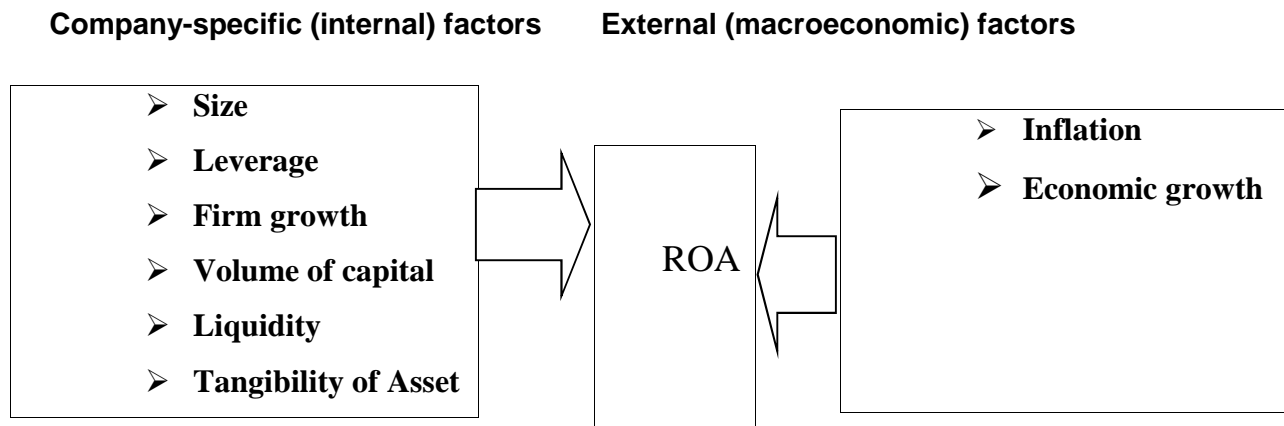 Company-specific (internal) factors
External (macroeconomic) factors
➢ Size
➢ Leverage
➢ Firm growth
➢ Volume of capital
➢ Liquidity
➢ Tangibility of Asset
ROA
➢ Inflation
➢ Economic growth